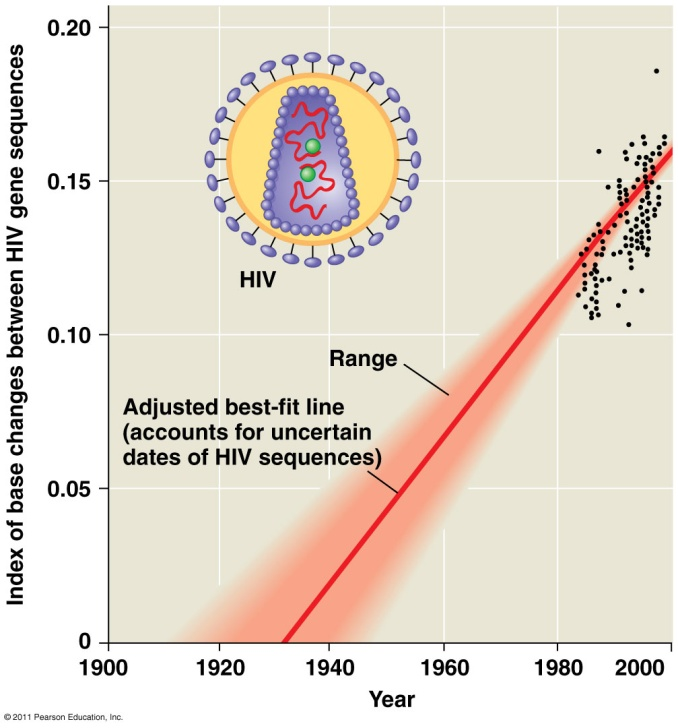 Index of base changes between HIV gene sequences
0.20
0.15
0.10
0.05
0
HIV
Range
Adjusted best-fit line
(accounts for uncertain
dates of HIV sequences)
1900 1920 1940 1960 1980 2000
Year
© 2011 Pearson Education, Inc.